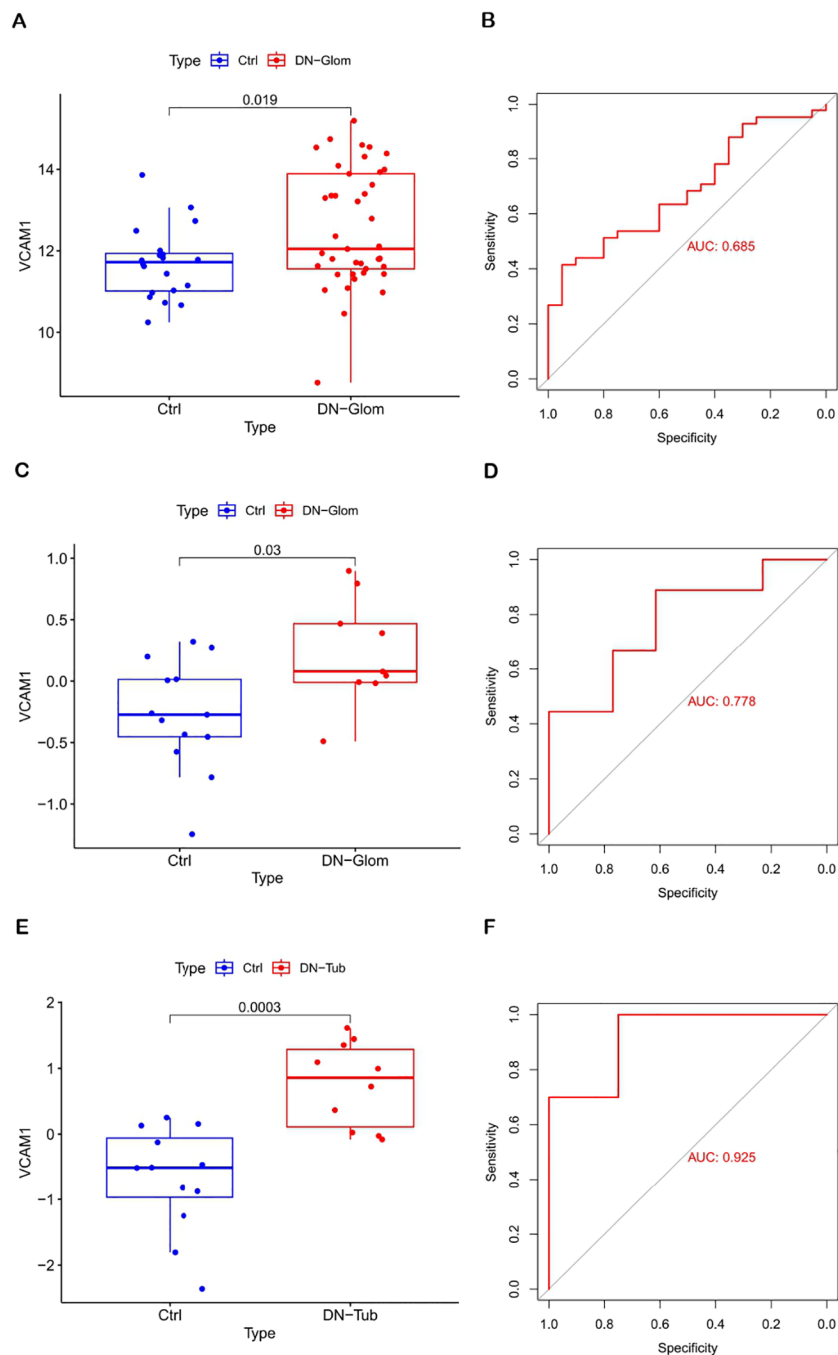 A
Type Ctrl DN-Glom
0.019
VCAM1
14
12
10
Ctrl DN-Glom
Type
B
Sensitivity
1.0
0.8
0.6
0.4
0.2
0.0
AUC: 0.685
1.0 0.8 0.6 0.4 0.2 0.0
Specificity
C
Type Ctrl DN-Glom
0.03
VCAM1
1.0
0.5
0.0
−0.5
−1.0
Ctrl DN-Glom
Type
D
Sensitivity
1.0
0.8
0.6
0.4
0.2
0.0
AUC: 0.778
1.0 0.8 0.6 0.4 0.2 0.0
Specificity
E
Type Ctrl DN-Tub
0.0003
VCAM1
2
1
0
−1
−2
Ctrl DN-Tub
Type
F
Sensitivity
1.0
0.8
0.6
0.4
0.2
0.0
AUC: 0.925
1.0 0.8 0.6 0.4 0.2 0.0
Specificity